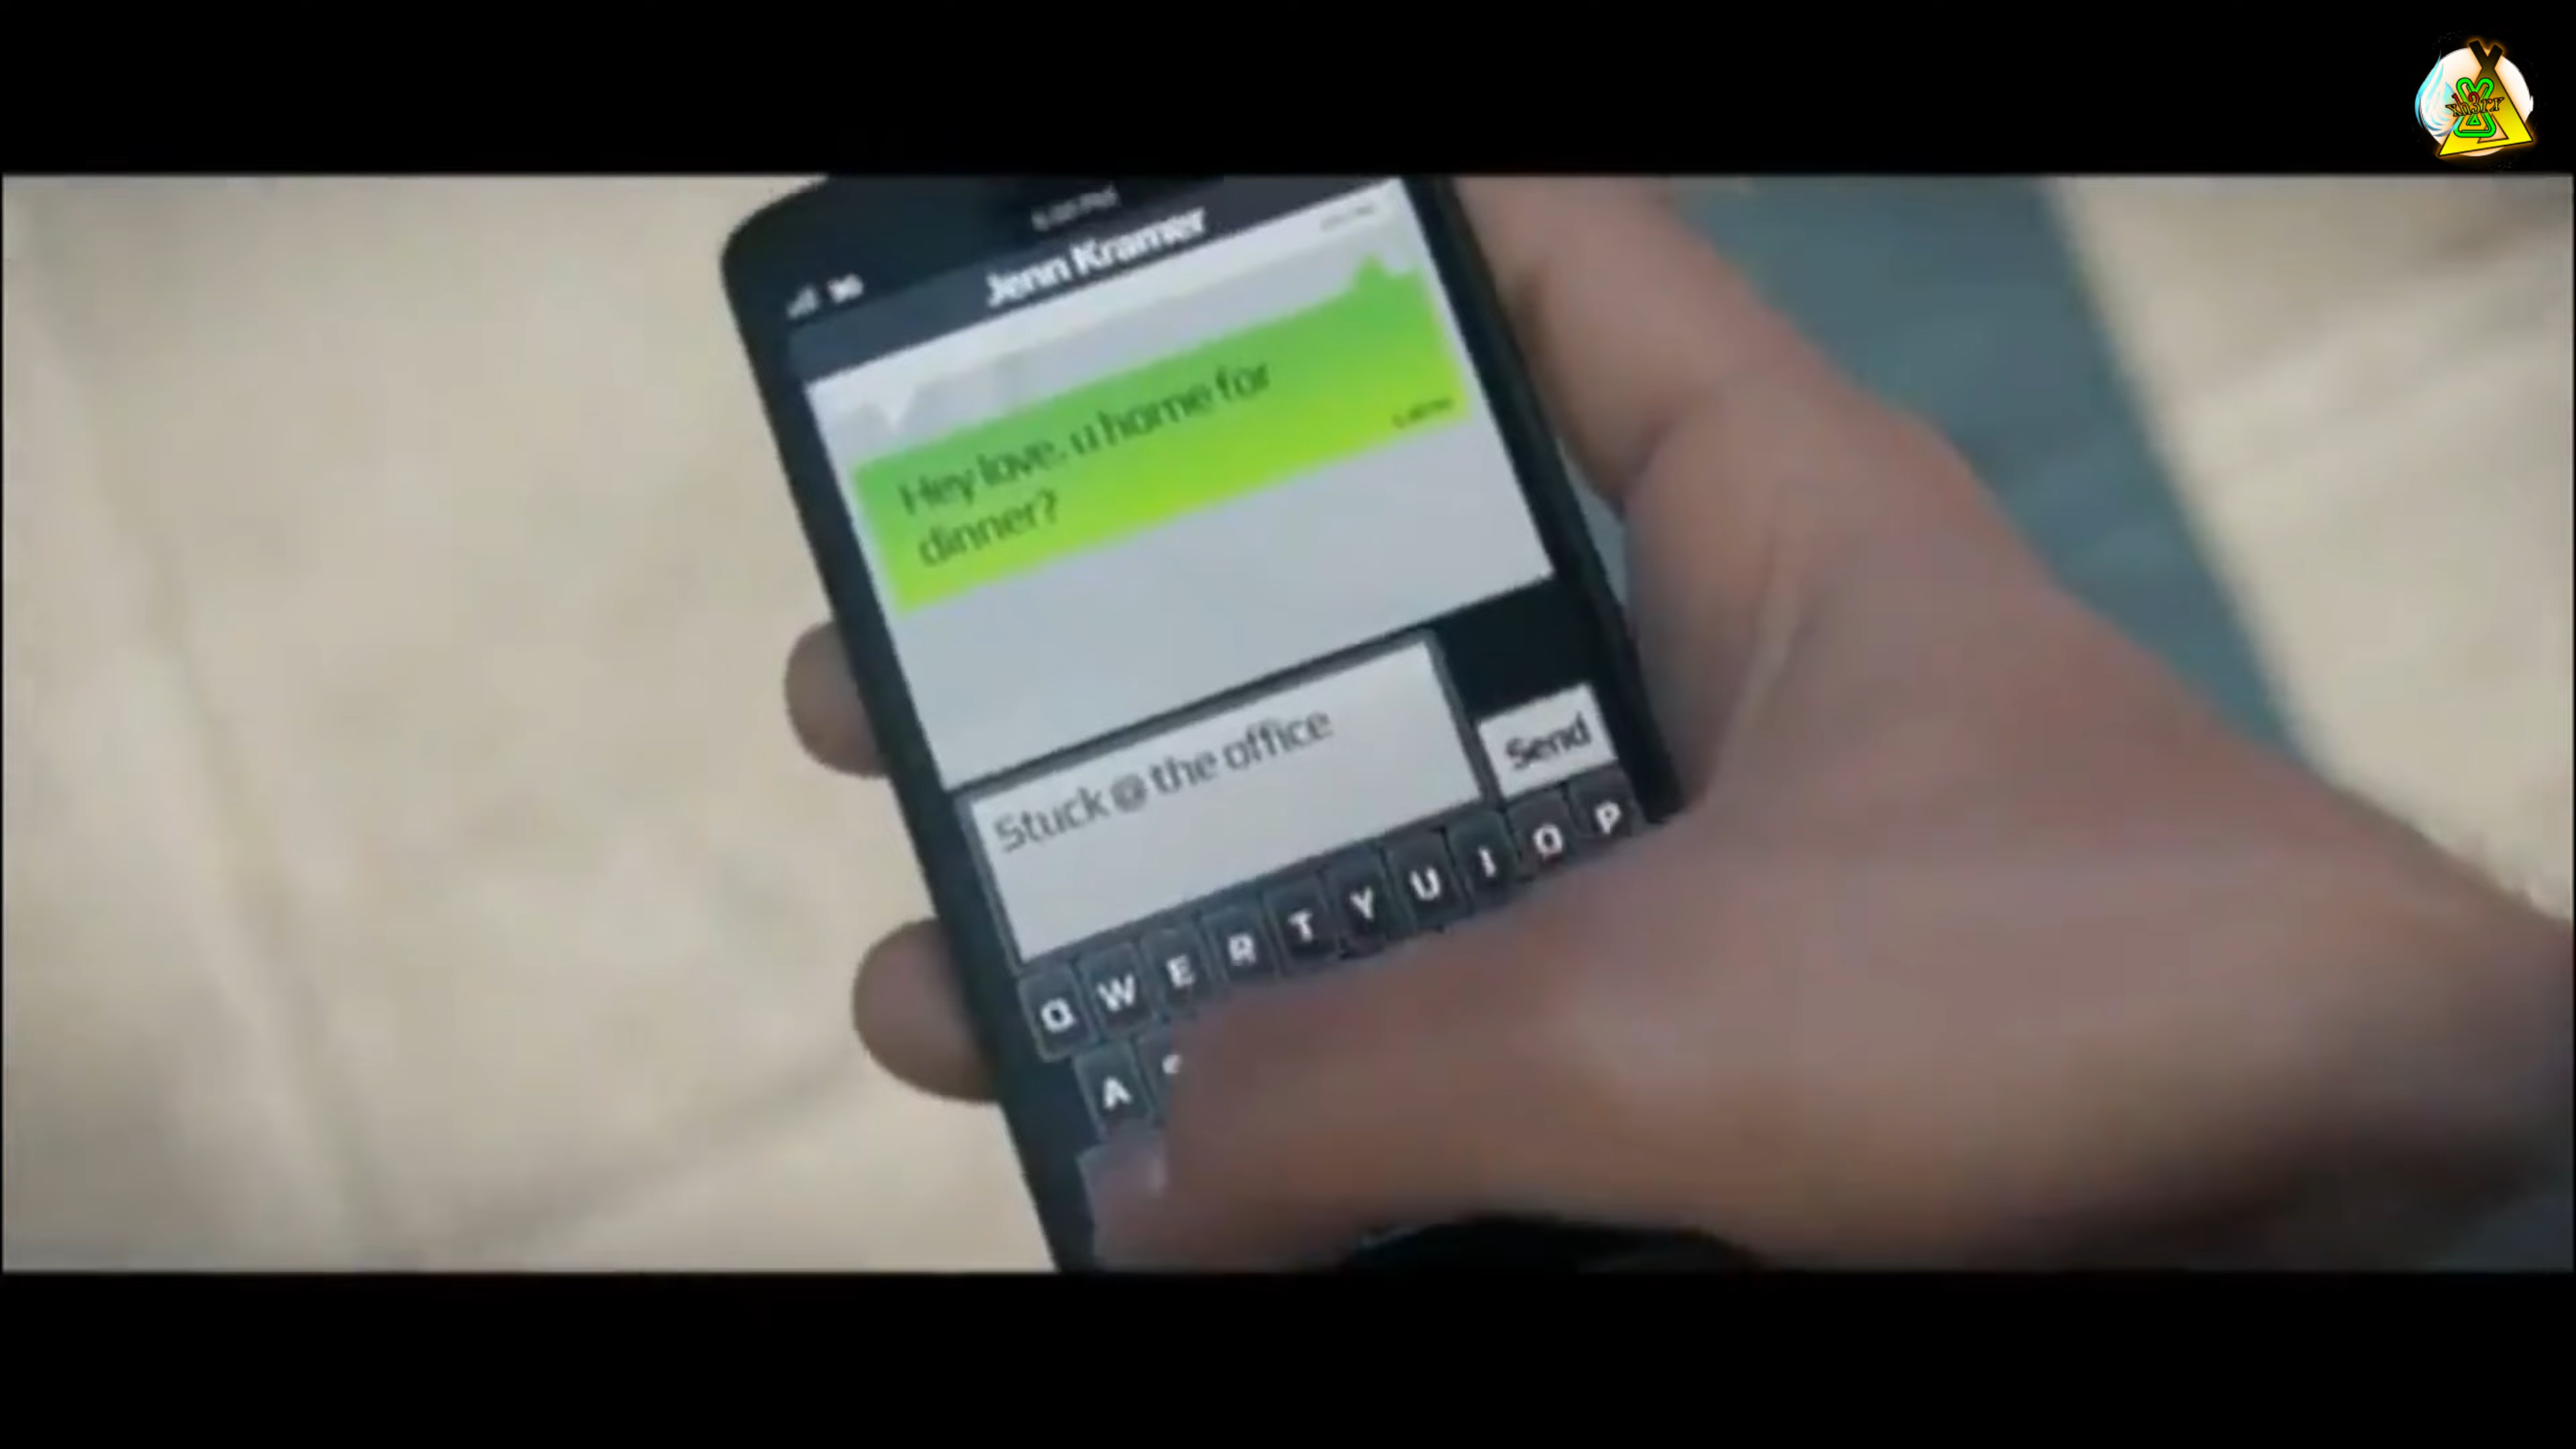 Jenn Kramer
Hey love, u home for
dinner?
Stuck @ the office
Send
Q W E R T Y U I O P
A